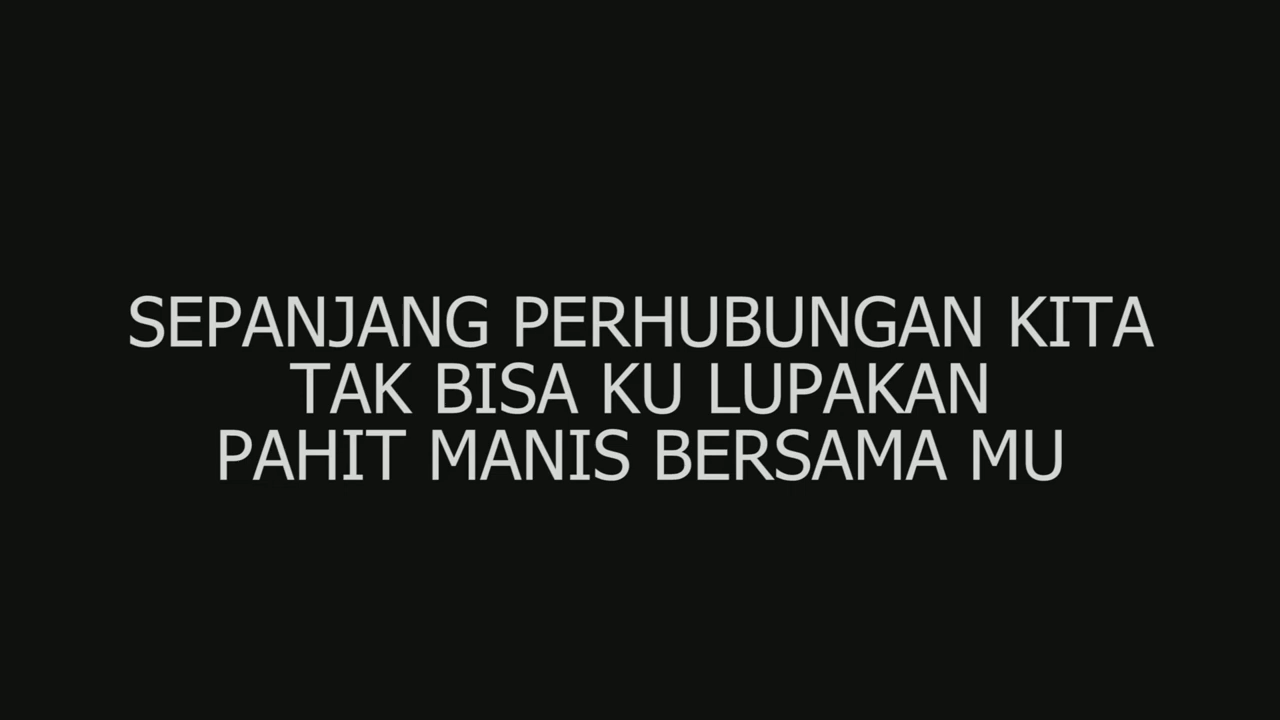 SEPANJANG PERHUBUNGAN KITA
TAK BISA KU LUPAKAN
PAHIT MANIS BERSAMA MU